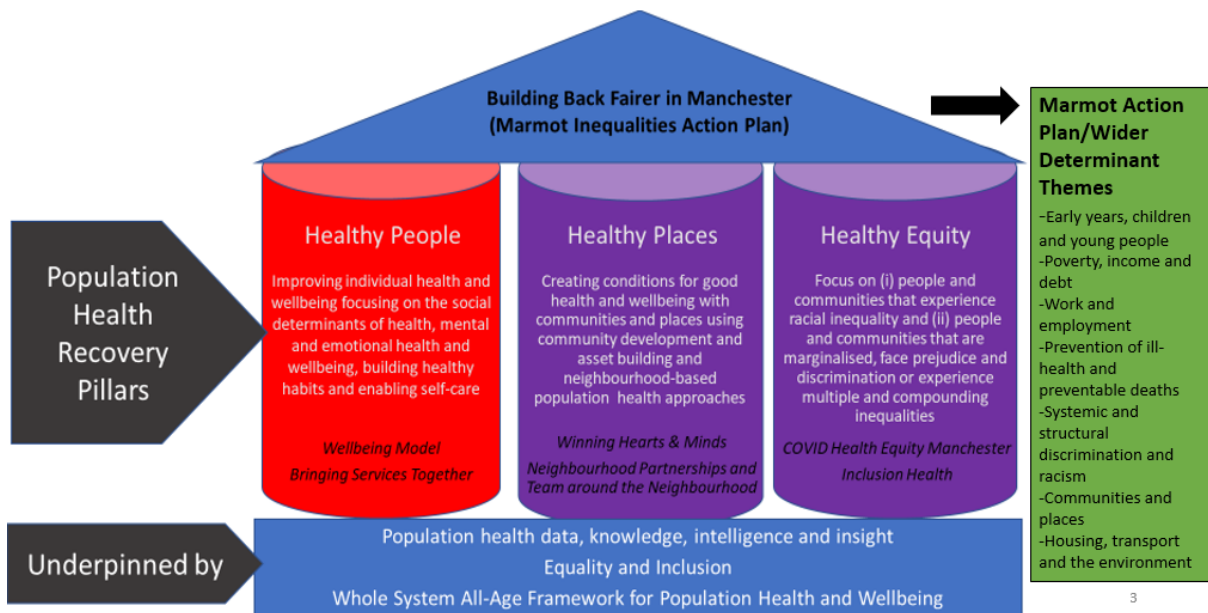 Building Back Fairer in Manchester
(Marmot Inequalities Action Plan)
Population
Health
Recovery
Pillars
Healthy People
Improving individual health and
wellbeing focusing on the social
determinants of health, mental
and emotional health and
wellbeing, building healthy
habits and enabling self-care
Wellbeing Model
Bringing Services Together
Healthy Places
Creating conditions for good
health and wellbeing with
communities and places using
community development and
asset building and
neighbourhood-based
population health approaches
Winning Hearts & Minds
Neighbourhood Partnerships and
Team around the Neighbourhood
Healthy Equity
Focus on (i) people and
communities that experience
racial inequality and (ii) people
and communities that are
marginalised, face prejudice and
discrimination or experience
multiple and compounding
inequalities
COVID Health Equity Manchester
Inclusion Health
Marmot Action
Plan/Wider
Determinant
Themes
-Early years, children
and young people
-Poverty, income and
debt
-Work and
employment
-Prevention of ill-
health and
preventable deaths
-Systemic and
structural
discrimination and
racism
-Communities and
places
-Housing, transport
and the environment
Underpinned by
Population health data, knowledge, intelligence and insight
Equality and Inclusion
Whole System All-Age Framework for Population Health and Wellbeing
3